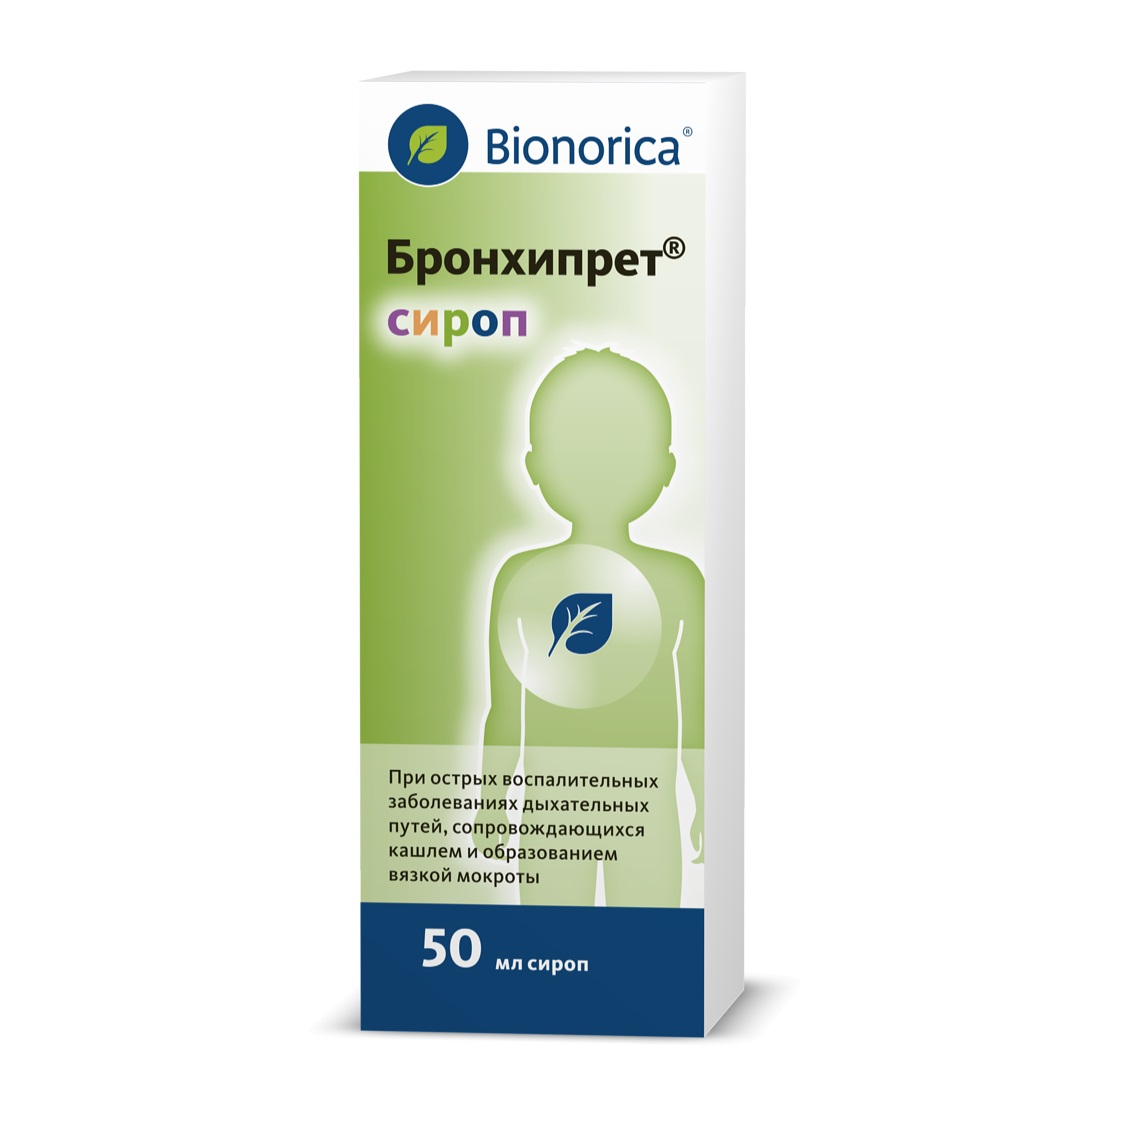 Bionorica®
Бронхипрет®
сироп
При острых воспалительных
заболеваниях дыхательных
путей, сопровождающихся
кашлем и образованием
вязкой мокроты
50 мл сироп